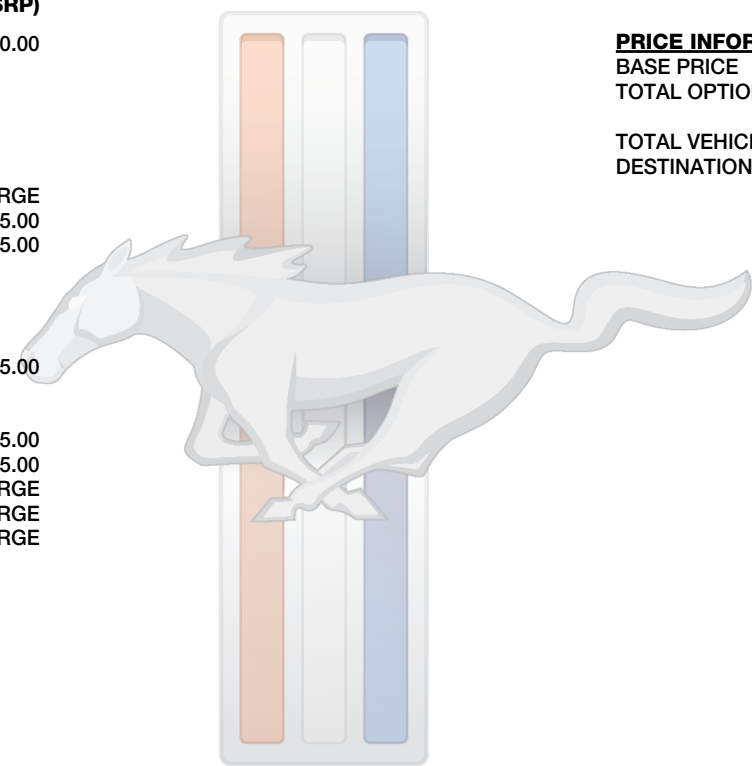 SRP)
0.00
RGE
5.00
5.00
5.00
5.00
5.00
RGE
RGE
RGE
PRICE INFOR
BASE PRICE
TOTAL OPTIO
TOTAL VEHIC
DESTINATION